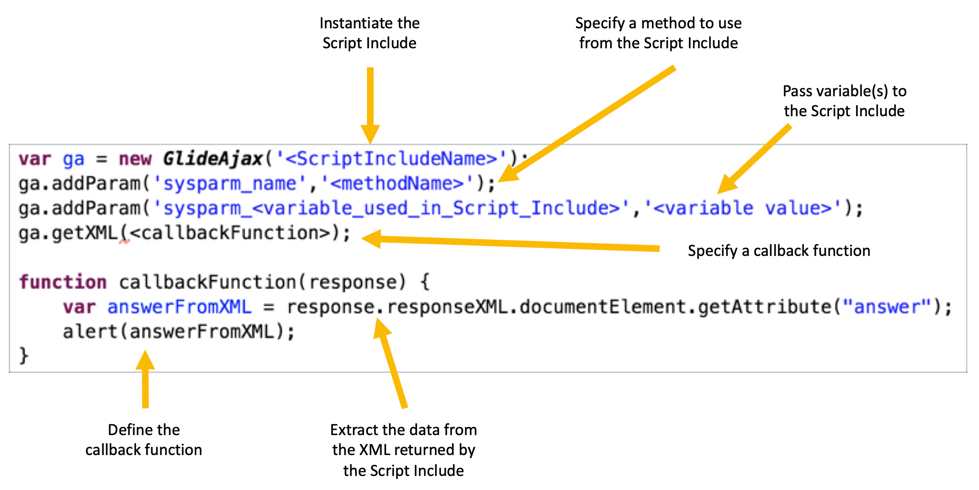 Instantiate the
Script Include
Specify a method to use
from the Script Include
Pass variable(s) to
the Script Include
var ga = new GlideAjax('<ScriptIncludeName>');
ga.addParam('sysparm_name','<methodName>');
ga.addParam('sysparm_<variable_used_in_Script_Include>','<variable value>');
ga.getXML(<callbackFunction>);
Specify a callback function
function callbackFunction(response) {
    var answerFromXML = response.responseXML.documentElement.getAttribute("answer");
    alert(answerFromXML);
}
Define the
callback function
Extract the data from
the XML returned by
the Script Include